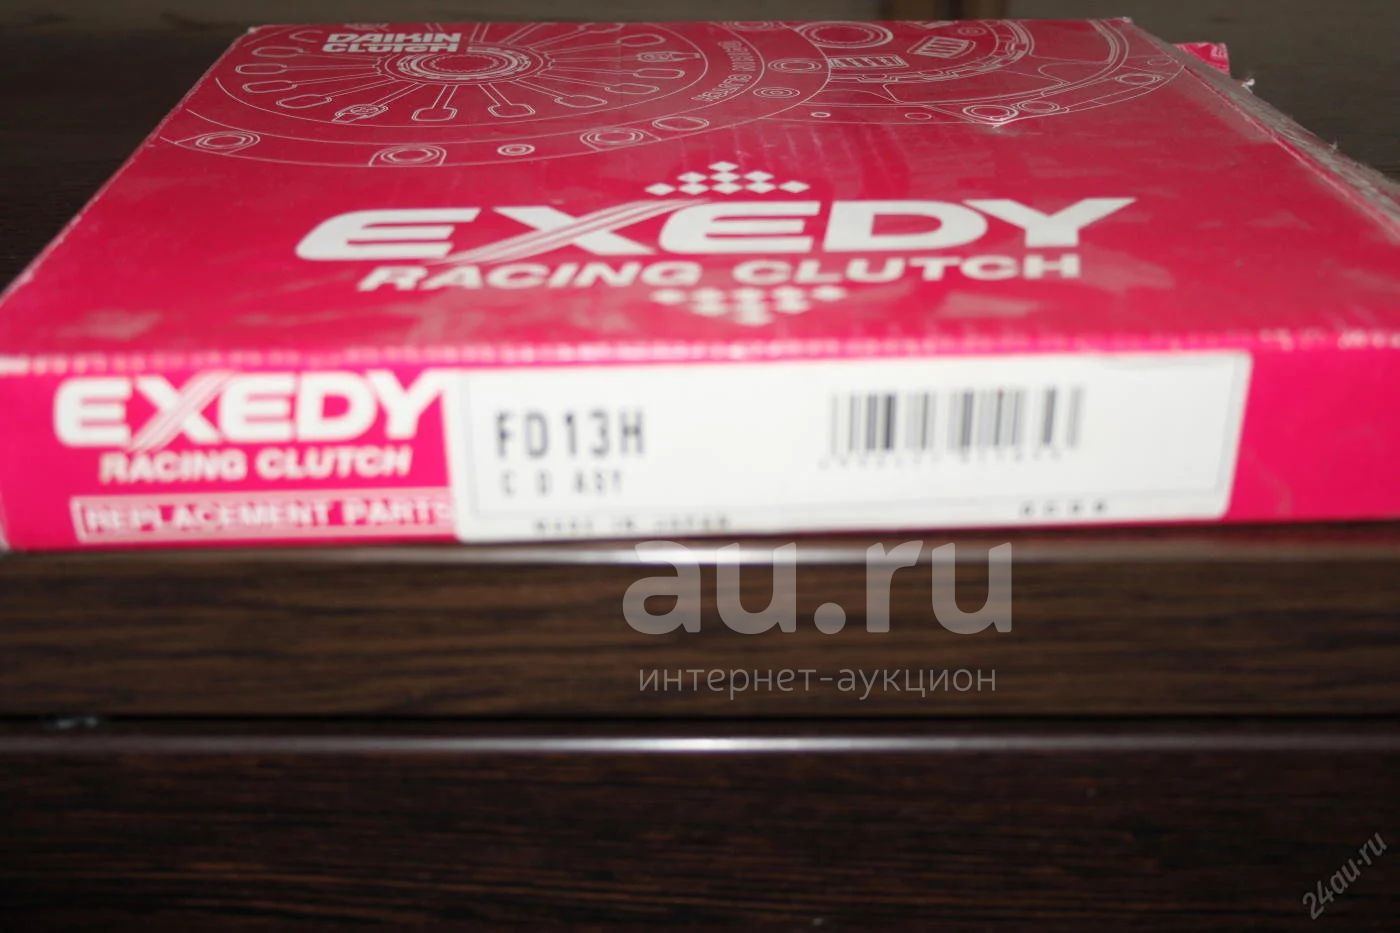 DAIKIN
CLUTCH
EXEDY
RACING CLUTCH
EXEDY
RACING CLUTCH
REPLACEMENT PARTS
FD13H
C D ASY
MADE IN JAPAN
au.ru
интернет-аукцион
24au.ru